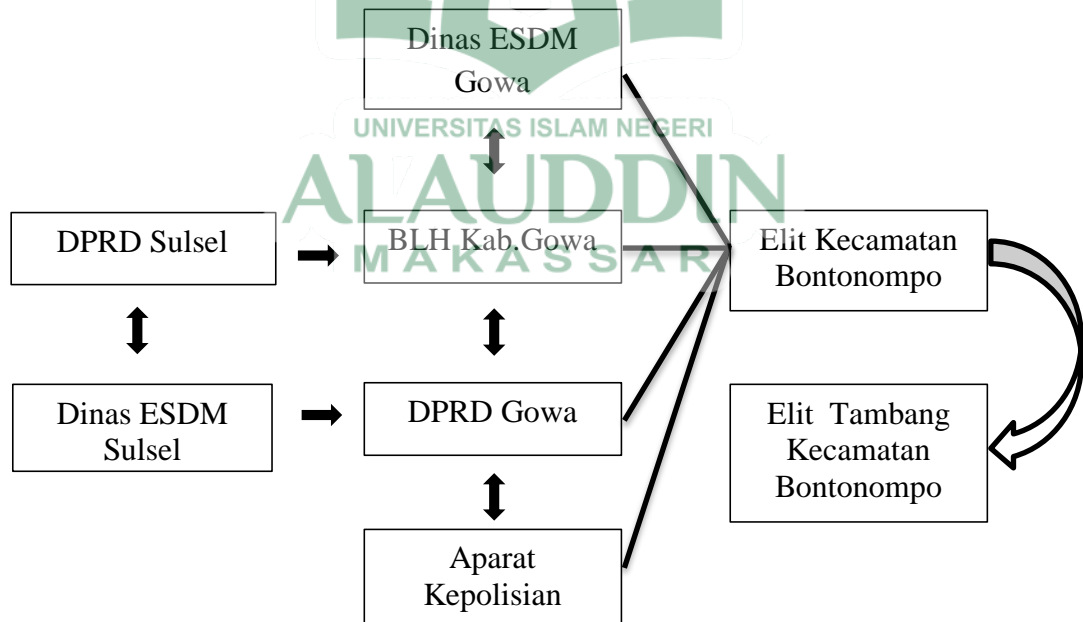 Dinas ESDM
Gowa
UNIVERSITAS ISLAM NEGERI
ALAUDDIN
MAKASSAR
DPRD Sulsel
BLH Kab.Gowa
Elit Kecamatan
Bontonompo
Dinas ESDM
Sulsel
DPRD Gowa
Elit Tambang
Kecamatan
Bontonompo
Aparat
Kepolisian